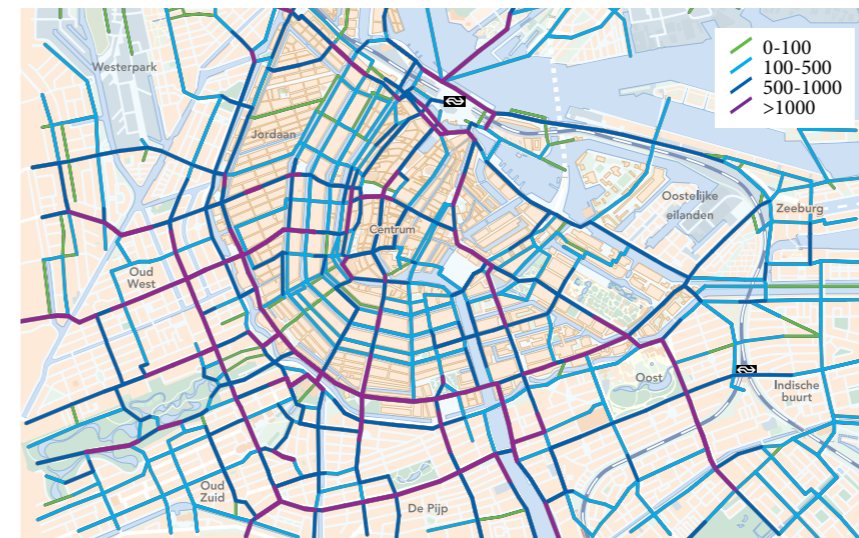 0-100
100-500
500-1000
>1000
Westerpark
Jordaan
Oostelijke
eilanden
Zeeburg
Centrum
Oud
West
Oost
Indische
buurt
Oud
Zuid
De Pijp